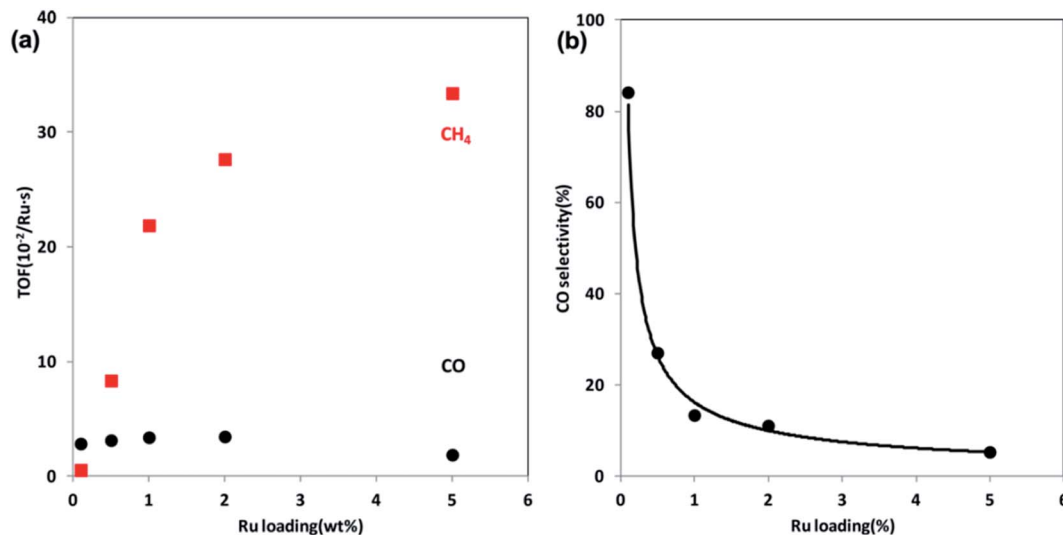 (a)
40
30
20
10
0
TOF(10⁻²/Ru·s)
CH₄
CO
0 1 2 3 4 5 6
Ru loading(wt%)
(b)
100
80
60
40
20
0
CO selectivity(%)
0 1 2 3 4 5 6
Ru loading(%)